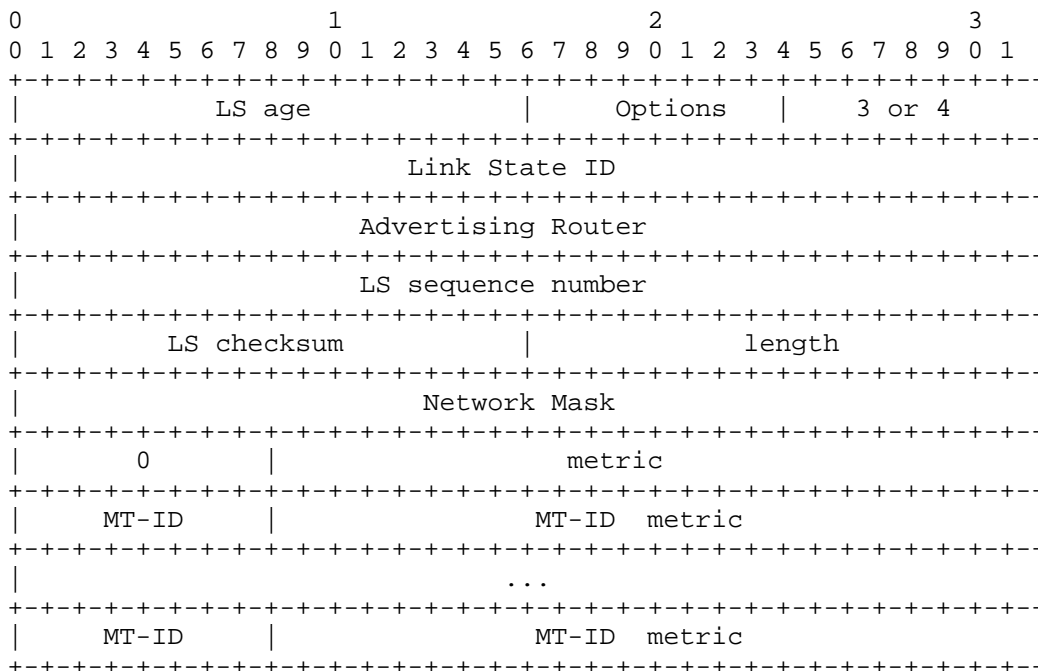 0                   1                   2                   3
0 1 2 3 4 5 6 7 8 9 0 1 2 3 4 5 6 7 8 9 0 1 2 3 4 5 6 7 8 9 0 1
+-+-+-+-+-+-+-+-+-+-+-+-+-+-+-+-+-+-+-+-+-+-+-+-+-+-+-+-+-+-+-+-+-
|            LS age             |     Options   |    3 or 4
+-+-+-+-+-+-+-+-+-+-+-+-+-+-+-+-+-+-+-+-+-+-+-+-+-+-+-+-+-+-+-+-+-
|                        Link State ID
+-+-+-+-+-+-+-+-+-+-+-+-+-+-+-+-+-+-+-+-+-+-+-+-+-+-+-+-+-+-+-+-+-
|                     Advertising Router
+-+-+-+-+-+-+-+-+-+-+-+-+-+-+-+-+-+-+-+-+-+-+-+-+-+-+-+-+-+-+-+-+-
|                     LS sequence number
+-+-+-+-+-+-+-+-+-+-+-+-+-+-+-+-+-+-+-+-+-+-+-+-+-+-+-+-+-+-+-+-+-
|         LS checksum           |             length
+-+-+-+-+-+-+-+-+-+-+-+-+-+-+-+-+-+-+-+-+-+-+-+-+-+-+-+-+-+-+-+-+-
|                         Network Mask
+-+-+-+-+-+-+-+-+-+-+-+-+-+-+-+-+-+-+-+-+-+-+-+-+-+-+-+-+-+-+-+-+-
|       0       |                  metric
+-+-+-+-+-+-+-+-+-+-+-+-+-+-+-+-+-+-+-+-+-+-+-+-+-+-+-+-+-+-+-+-+-
|     MT-ID     |                MT-ID  metric
+-+-+-+-+-+-+-+-+-+-+-+-+-+-+-+-+-+-+-+-+-+-+-+-+-+-+-+-+-+-+-+-+-
|                              ...
+-+-+-+-+-+-+-+-+-+-+-+-+-+-+-+-+-+-+-+-+-+-+-+-+-+-+-+-+-+-+-+-+-
|     MT-ID     |                MT-ID  metric
+-+-+-+-+-+-+-+-+-+-+-+-+-+-+-+-+-+-+-+-+-+-+-+-+-+-+-+-+-+-+-+-+-